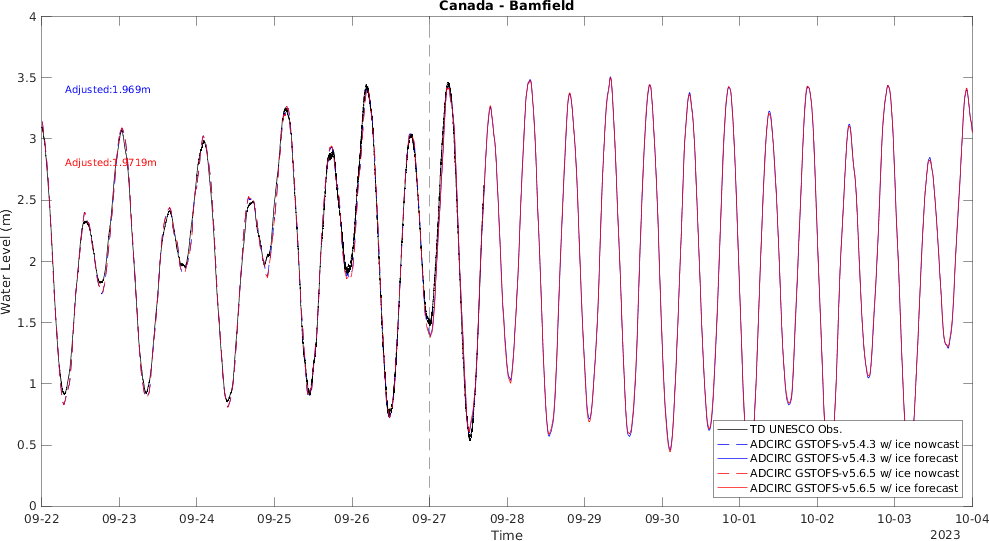 Canada - Bamfield
4
3.5
3
2.5
2
1.5
1
0.5
0
Water Level (m)
Adjusted:1.969m
Adjusted:1.9719m
TD UNESCO Obs.
ADCIRC GSTOFS-v5.4.3 w/ ice nowcast
ADCIRC GSTOFS-v5.4.3 w/ ice forecast
ADCIRC GSTOFS-v5.6.5 w/ ice nowcast
ADCIRC GSTOFS-v5.6.5 w/ ice forecast
09-22 09-23 09-24 09-25 09-26 09-27 09-28 09-29 09-30 10-01 10-02 10-03 10-04
Time
2023